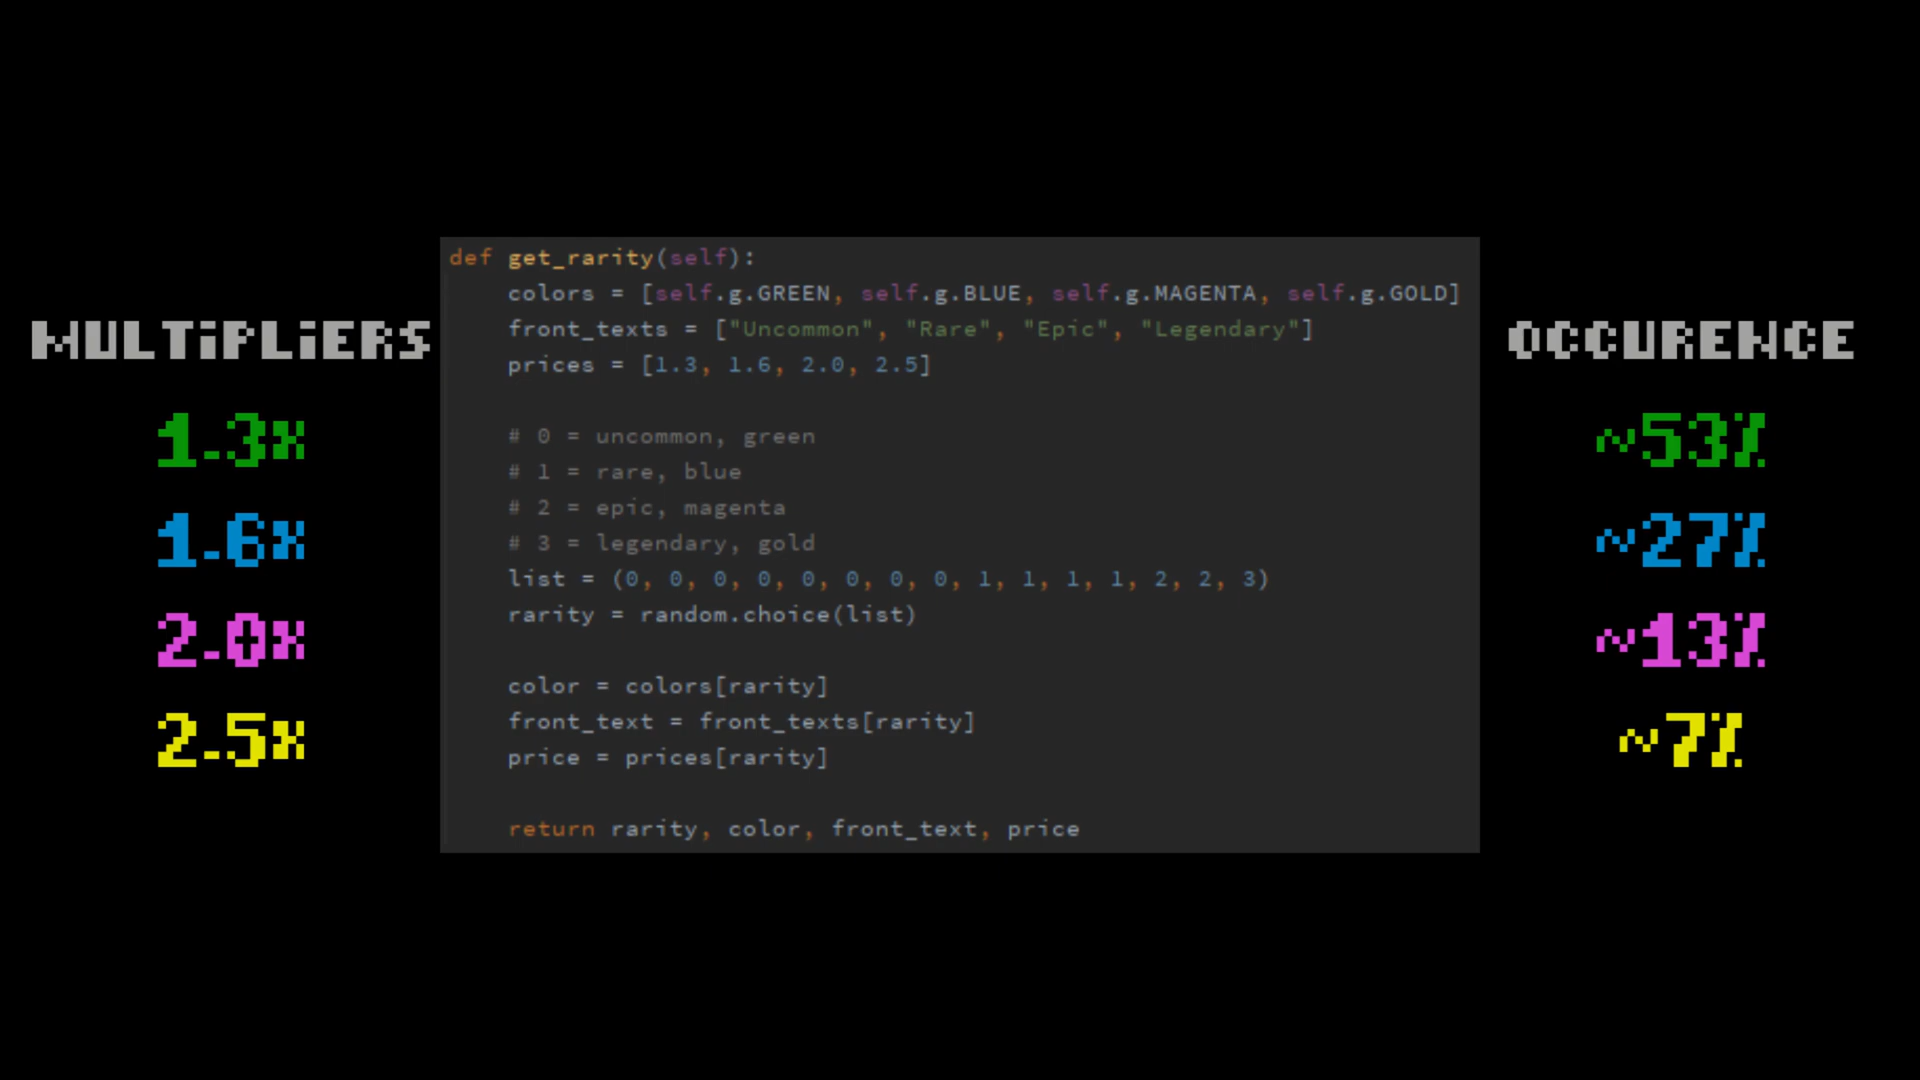 MULTiPLiERS
1.3x
1.6x
2.0x
2.5x
def get_rarity(self):
colors = [self.g.GREEN, self.g.BLUE, self.g.MAGENTA, self.g.GOLD]
front_texts = ["Uncommon", "Rare", "Epic", "Legendary"]
prices = [1.3, 1.6, 2.0, 2.5]
# 0 = uncommon, green
# 1 = rare, blue
# 2 = epic, magenta
# 3 = legendary, gold
list = (0, 0, 0, 0, 0, 0, 0, 0, 1, 1, 1, 1, 2, 2, 3)
rarity = random.choice(list)
color = colors[rarity]
front_text = front_texts[rarity]
price = prices[rarity]
return rarity, color, front_text, price
OCCURENCE
~53%
~27%
~13%
~7%